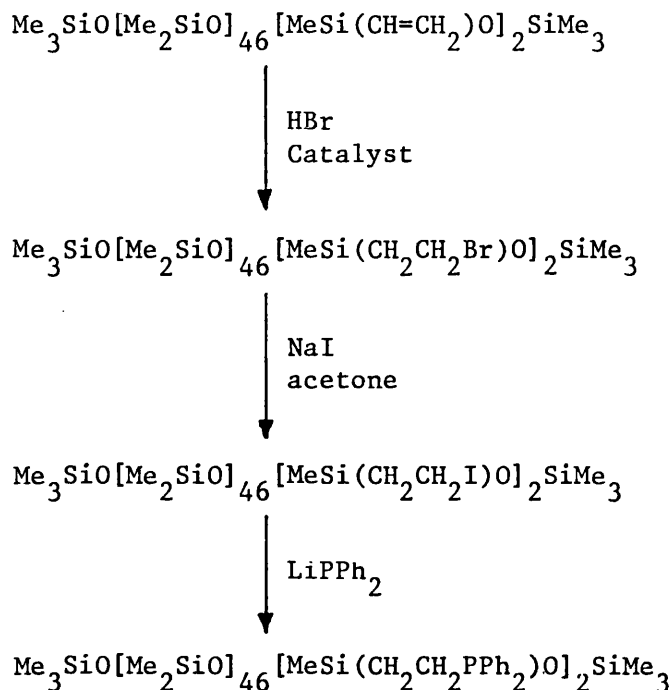 Me₃SiO[Me₂SiO]₄₆[MeSi(CH=CH₂)O]₂SiMe₃
HBr
Catalyst
Me₃SiO[Me₂SiO]₄₆[MeSi(CH₂CH₂Br)O]₂SiMe₃
NaI
acetone
Me₃SiO[Me₂SiO]₄₆[MeSi(CH₂CH₂I)O]₂SiMe₃
LiPPh₂
Me₃SiO[Me₂SiO]₄₆[MeSi(CH₂CH₂PPh₂)O]₂SiMe₃